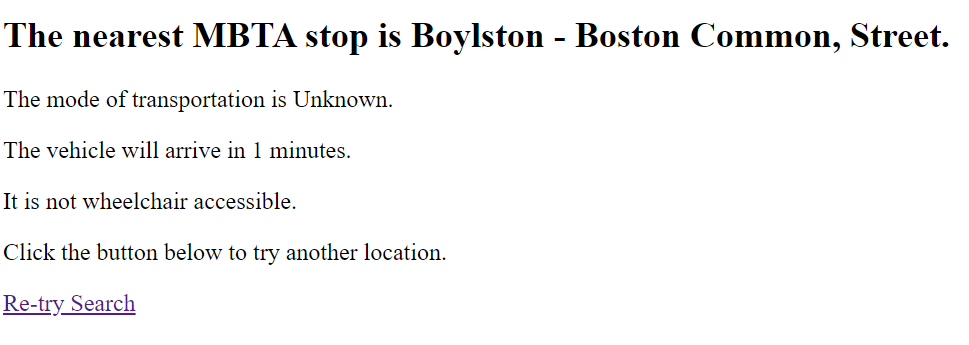 The nearest MBTA stop is Boylston - Boston Common, Street.
The mode of transportation is Unknown.
The vehicle will arrive in 1 minutes.
It is not wheelchair accessible.
Click the button below to try another location.
Re-try Search